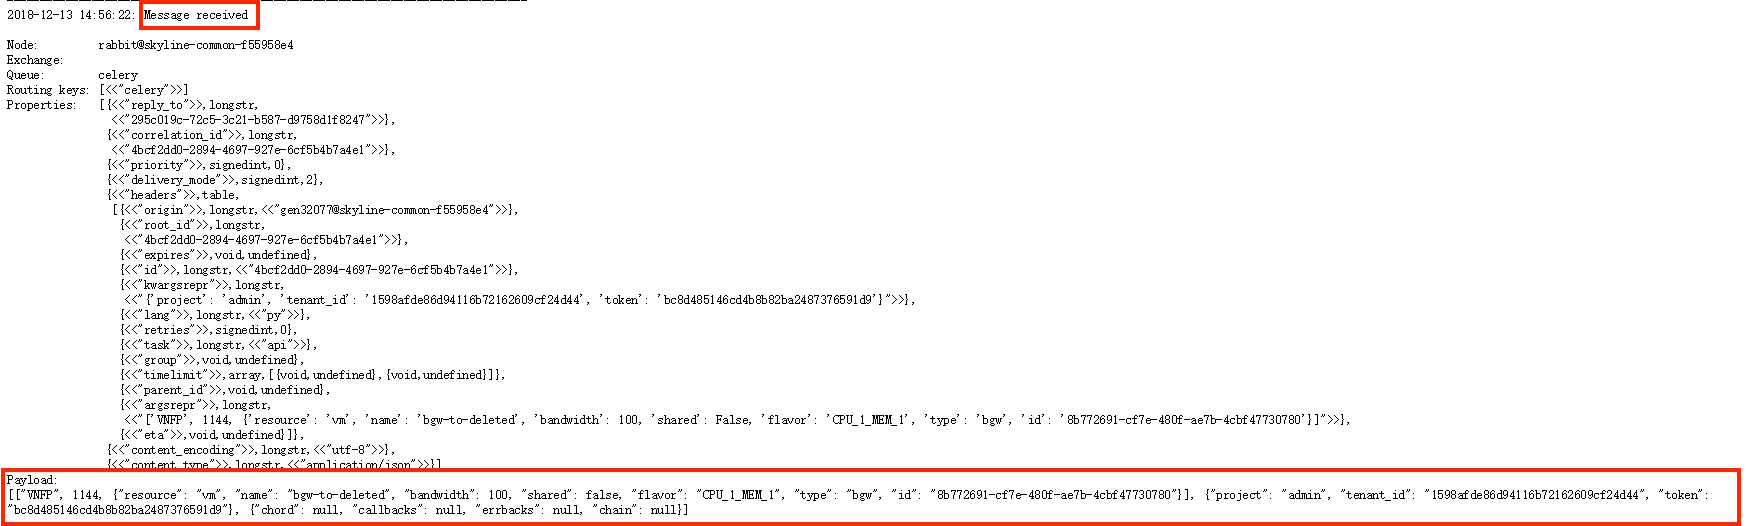 2018-12-13 14:56:22: Message received
Node:         rabbit@skyline-common-f55958e4
Exchange:
Queue:        celery
Routing keys: [<<"celery">>]
Properties:   [{<<"reply_to">>,longstr,
<<"295c019c-72c5-3c21-b587-d9758d1f8247">>},
{<<"correlation_id">>,longstr,
<<"4bcf2dd0-2894-4697-927e-6cf5b4b7a4e1">>},
{<<"priority">>,signedint,0},
{<<"delivery_mode">>,signedint,2},
{<<"headers">>,table,
[{<<"origin">>,longstr,<<"gen32077@skyline-common-f55958e4">>},
{<<"root_id">>,longstr,
<<"4bcf2dd0-2894-4697-927e-6cf5b4b7a4e1">>},
{<<"expires">>,void,undefined},
{<<"id">>,longstr,<<"4bcf2dd0-2894-4697-927e-6cf5b4b7a4e1">>},
{<<"kwargsrepr">>,longstr,
<<"{'project': 'admin', 'tenant_id': '1598afde86d94116b72162609cf24d44', 'token': 'bc8d485146cd4b8b82ba2487376591d9'}">>},
{<<"lang">>,longstr,<<"py">>},
{<<"retries">>,signedint,0},
{<<"task">>,longstr,<<"api">>},
{<<"group">>,void,undefined},
{<<"timelimit">>,array,[{void,undefined},{void,undefined}]},
{<<"parent_id">>,void,undefined},
{<<"argsrepr">>,longstr,
<<"['VNFP', 1144, {'resource': 'vm', 'name': 'bgw-to-deleted', 'bandwidth': 100, 'shared': False, 'flavor': 'CPU_1_MEM_1', 'type': 'bgw', 'id': '8b772691-cf7e-480f-ae7b-4cbf47730780'}]">>},
{<<"eta">>,void,undefined}]},
{<<"content_encoding">>,longstr,<<"utf-8">>},
{<<"content_type">>,longstr,<<"application/json">>}]
Payload:
[["VNFP", 1144, {"resource": "vm", "name": "bgw-to-deleted", "bandwidth": 100, "shared": false, "flavor": "CPU_1_MEM_1", "type": "bgw", "id": "8b772691-cf7e-480f-ae7b-4cbf47730780"}], {"project": "admin", "tenant_id": "1598afde86d94116b72162609cf24d44", "token":
"bc8d485146cd4b8b82ba2487376591d9"}, {"chord": null, "callbacks": null, "errbacks": null, "chain": null}]